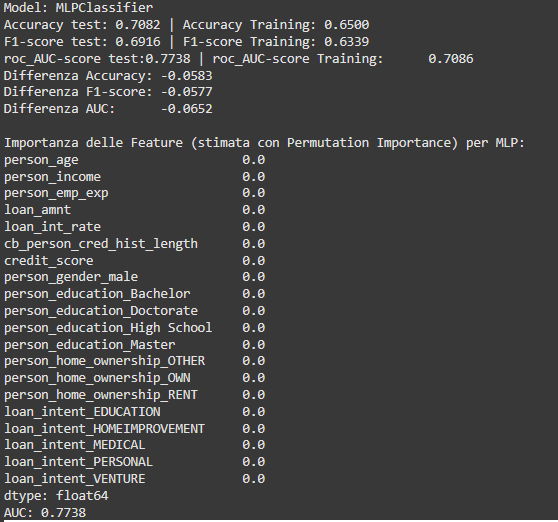 Model: MLPClassifier
Accuracy test: 0.7082 | Accuracy Training: 0.6500
F1-score test: 0.6916 | F1-score Training: 0.6339
roc_AUC-score test:0.7738 | roc_AUC-score Training:      0.7086
Differenza Accuracy: -0.0583
Differenza F1-score: -0.0577
Differenza AUC:      -0.0652
Importanza delle Feature (stimata con Permutation Importance) per MLP:
person_age                     0.0
person_income                  0.0
person_emp_exp                 0.0
loan_amnt                      0.0
loan_int_rate                  0.0
cb_person_cred_hist_length     0.0
credit_score                   0.0
person_gender_male             0.0
person_education_Bachelor      0.0
person_education_Doctorate     0.0
person_education_High School   0.0
person_education_Master        0.0
person_home_ownership_OTHER    0.0
person_home_ownership_OWN      0.0
person_home_ownership_RENT     0.0
loan_intent_EDUCATION          0.0
loan_intent_HOMEIMPROVEMENT    0.0
loan_intent_MEDICAL            0.0
loan_intent_PERSONAL           0.0
loan_intent_VENTURE            0.0
dtype: float64
AUC: 0.7738